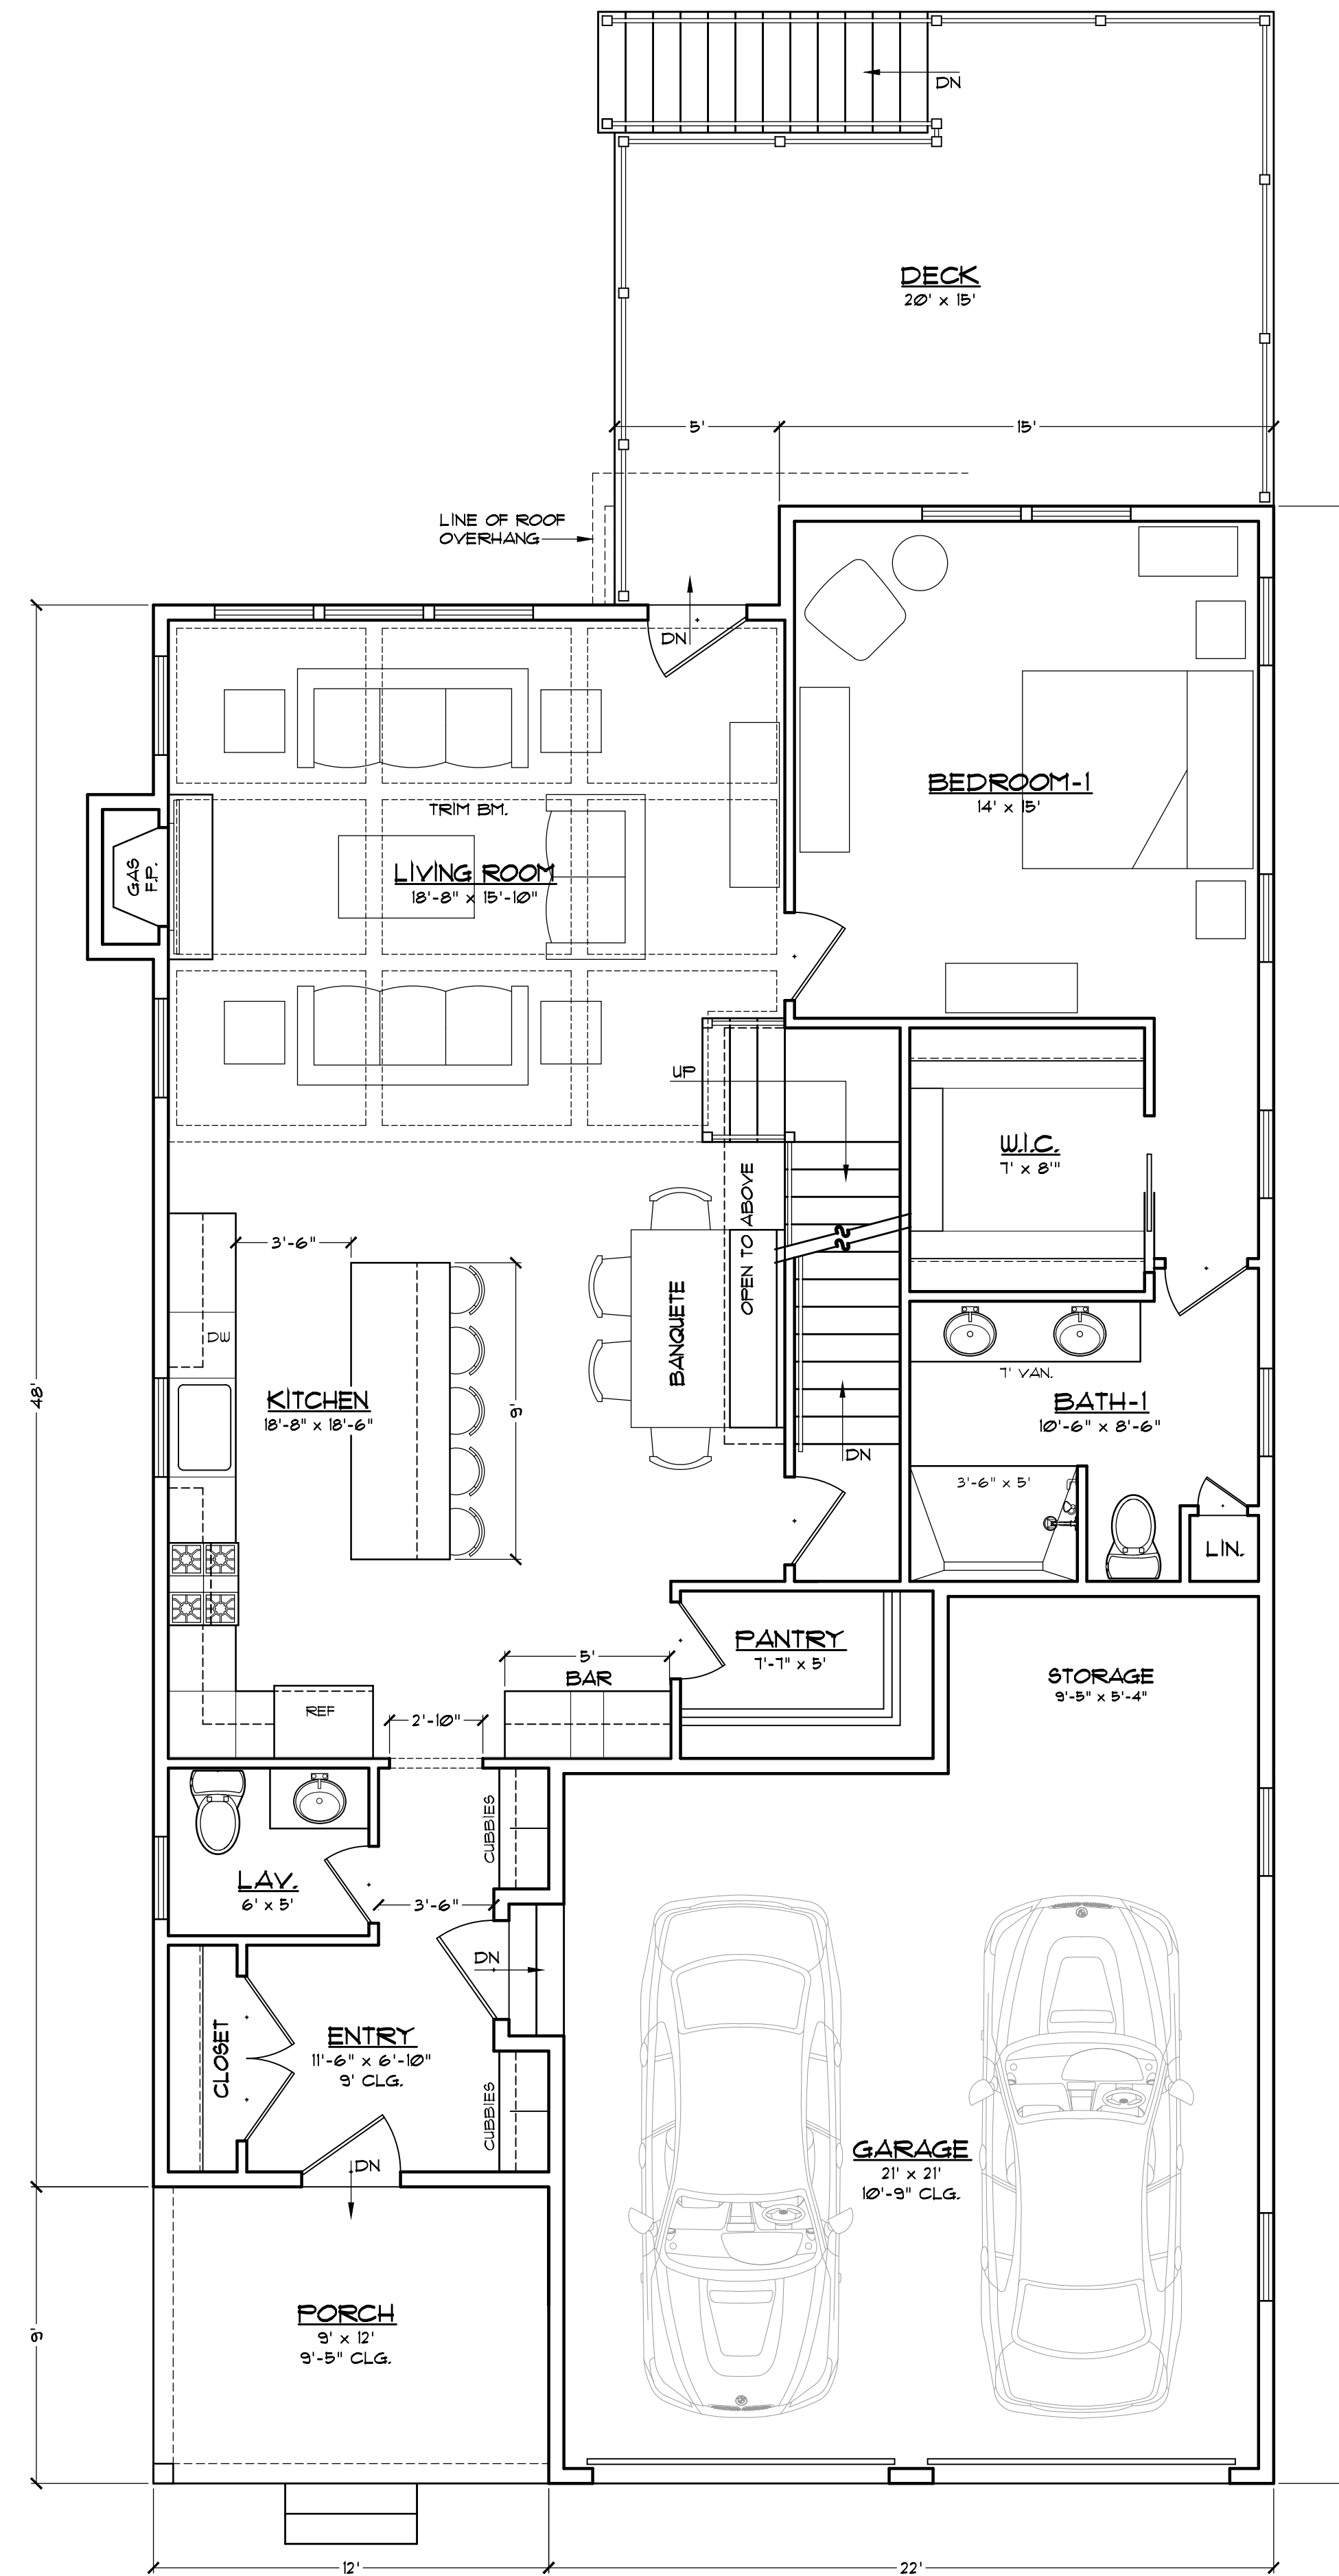 DN
DECK
20' x 15'
5'
15'
LINE OF ROOF
OVERHANG
DN
BEDROOM-1
14' x 15'
TRIM BM.
GAS
F.P.
LIVING ROOM
18'-8" x 15'-10"
UP
W.I.C.
7' x 8'"
OPEN TO ABOVE
3'-6"
DW
BANQUETE
KITCHEN
18'-8" x 18'-6"
9'
48'
7' VAN.
BATH-1
10'-6" x 8'-6"
DN
3'-6" x 5'
LIN.
PANTRY
7'-7" x 5'
5'
BAR
STORAGE
9'-5" x 5'-4"
REF
2'-10"
CUBBIES
LAV.
6' x 5'
3'-6"
DN
CLOSET
ENTRY
11'-6" x 6'-10"
9' CLG.
CUBBIES
DN
GARAGE
21' x 21'
10'-9" CLG.
PORCH
9' x 12'
9'-5" CLG.
9'
12'
22'